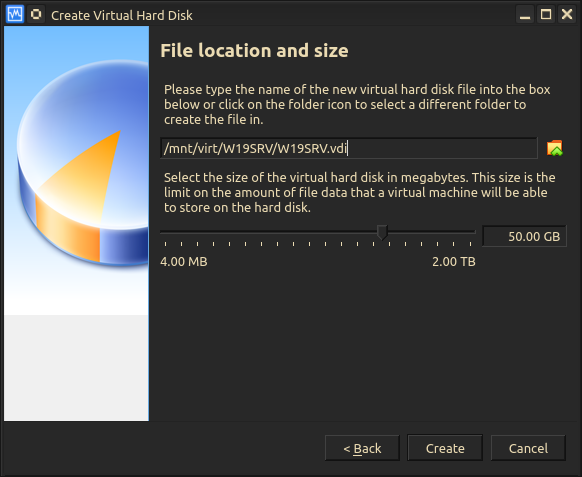 Create Virtual Hard Disk
File location and size
Please type the name of the new virtual hard disk file into the box
below or click on the folder icon to select a different folder to
create the file in.
/mnt/virt/W19SRV/W19SRV.vdi
Select the size of the virtual hard disk in megabytes. This size is the
limit on the amount of file data that a virtual machine will be able
to store on the hard disk.
50.00 GB
4.00 MB 2.00 TB
< Back Create Cancel